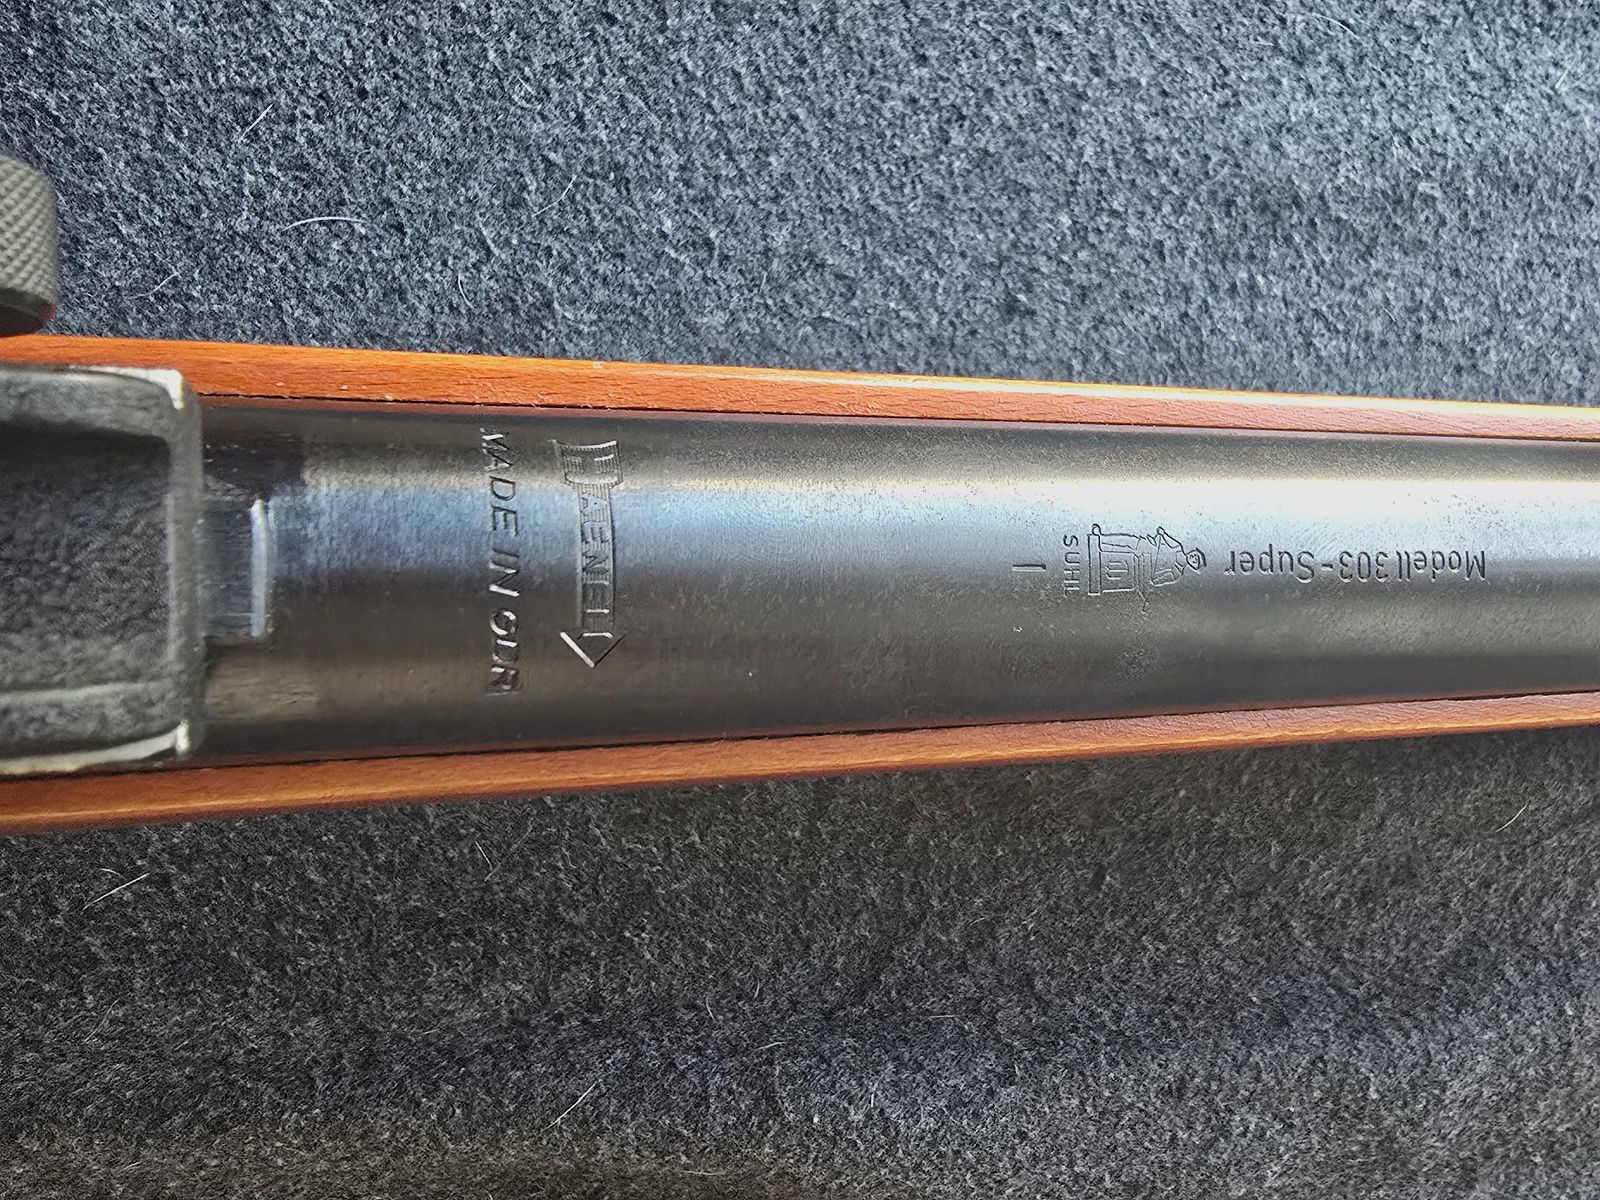 HAENEL
MADE IN GDR
SUHL
Modell 303-Super